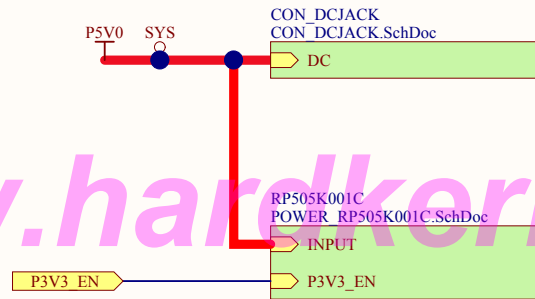 CON_DCJACK
P5V0 SYS CON_DCJACK.SchDoc
DC
.hardker
RP505K001C
POWER_RP505K001C.SchDoc
INPUT
P3V3_EN P3V3_EN